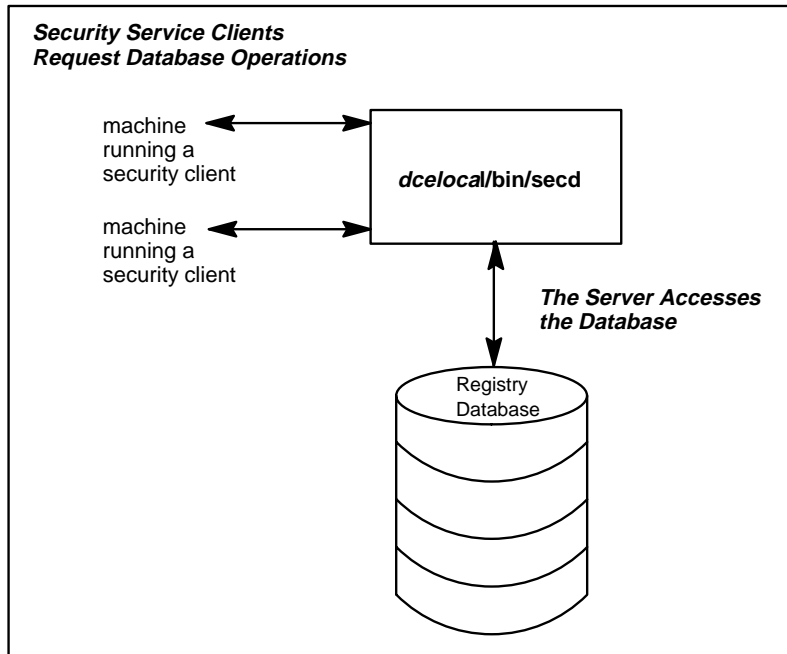 Security Service Clients
Request Database Operations
machine
running a
security client
dcelocal/bin/secd
machine
running a
security client
The Server Accesses
the Database
Registry
Database